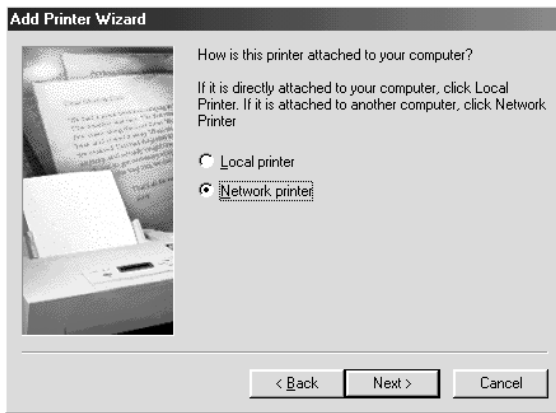 Add Printer Wizard
How is this printer attached to your computer?
If it is directly attached to your computer, click Local
Printer. If it is attached to another computer, click Network
Printer
Local printer
Network printer
< Back
Next >
Cancel